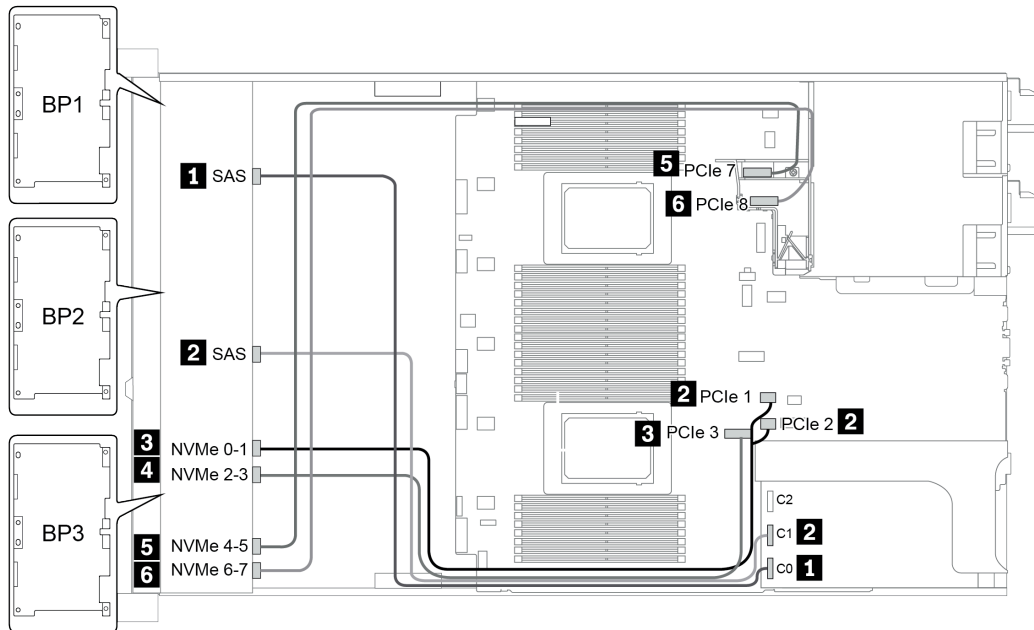 BP1
1 SAS
5 PCIe 7
6 PCIe 8
BP2
2 SAS
2 PCIe 1
PCIe 2 2
3 PCIe 3
3 NVMe 0-1
4 NVMe 2-3
C2
BP3
C1 2
5 NVMe 4-5
6 NVMe 6-7
C0 1